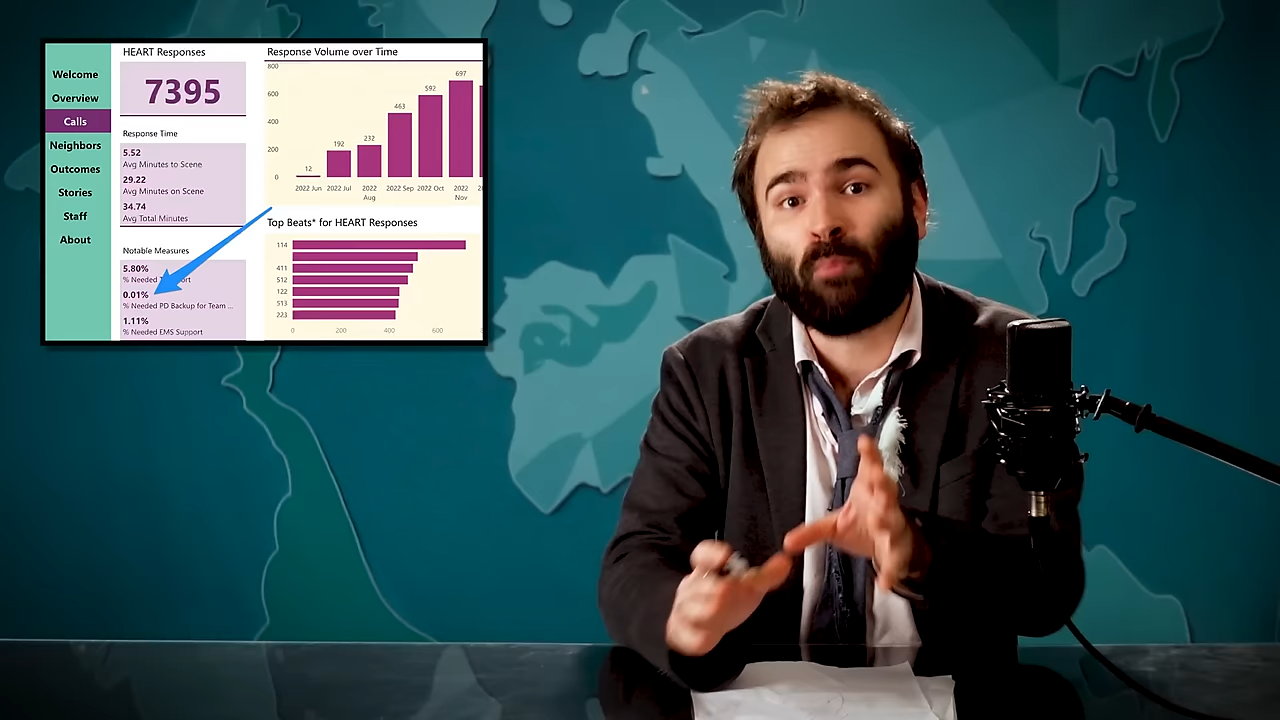 Welcome
Overview
Calls
Neighbors
Outcomes
Stories
Staff
About
HEART Responses
7395
Response Time
5.52
Avg Minutes to Scene
29.22
Avg Minutes on Scene
34.74
Avg Total Minutes
Notable Measures
5.80%
% Needed
0.01%
% Needed PD Backup for Team ...
1.11%
% Needed EMS Support
Response Volume over Time
800
600
400
200
0
12
192
232
463
592
697
2022 Jun 2022 Jul 2022 Aug 2022 Sep 2022 Oct 2022 Nov
Top Beats* for HEART Responses
114
411
512
122
513
223
0 200 400 600